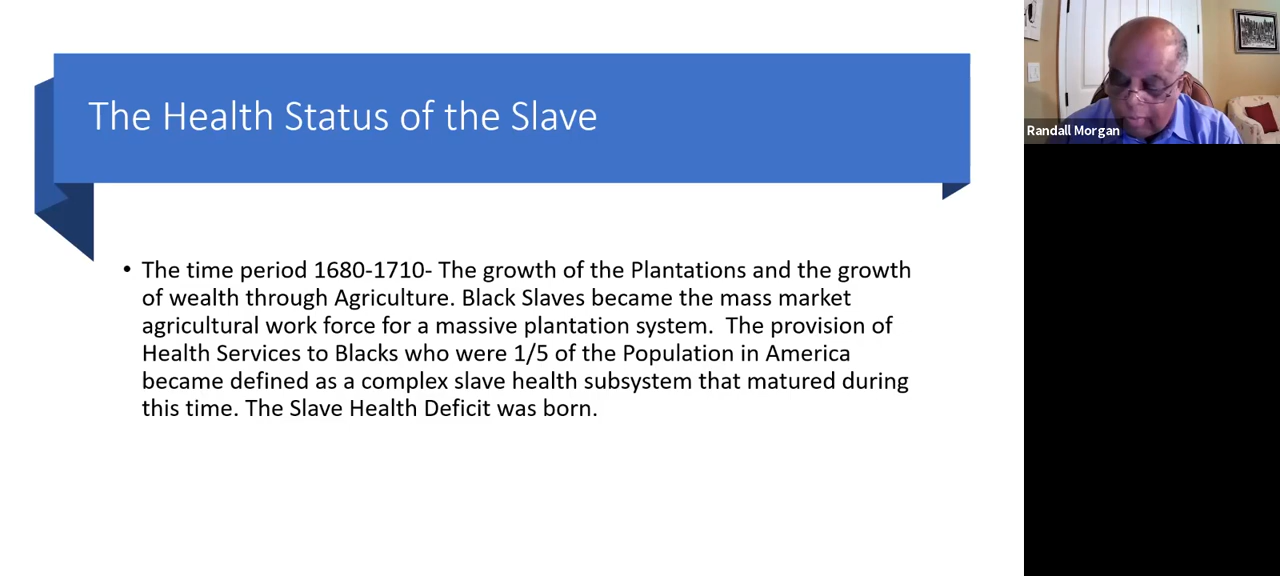 The Health Status of the Slave
• The time period 1680-1710- The growth of the Plantations and the growth
of wealth through Agriculture. Black Slaves became the mass market
agricultural work force for a massive plantation system.  The provision of
Health Services to Blacks who were 1/5 of the Population in America
became defined as a complex slave health subsystem that matured during
this time. The Slave Health Deficit was born.
Randall Morgan